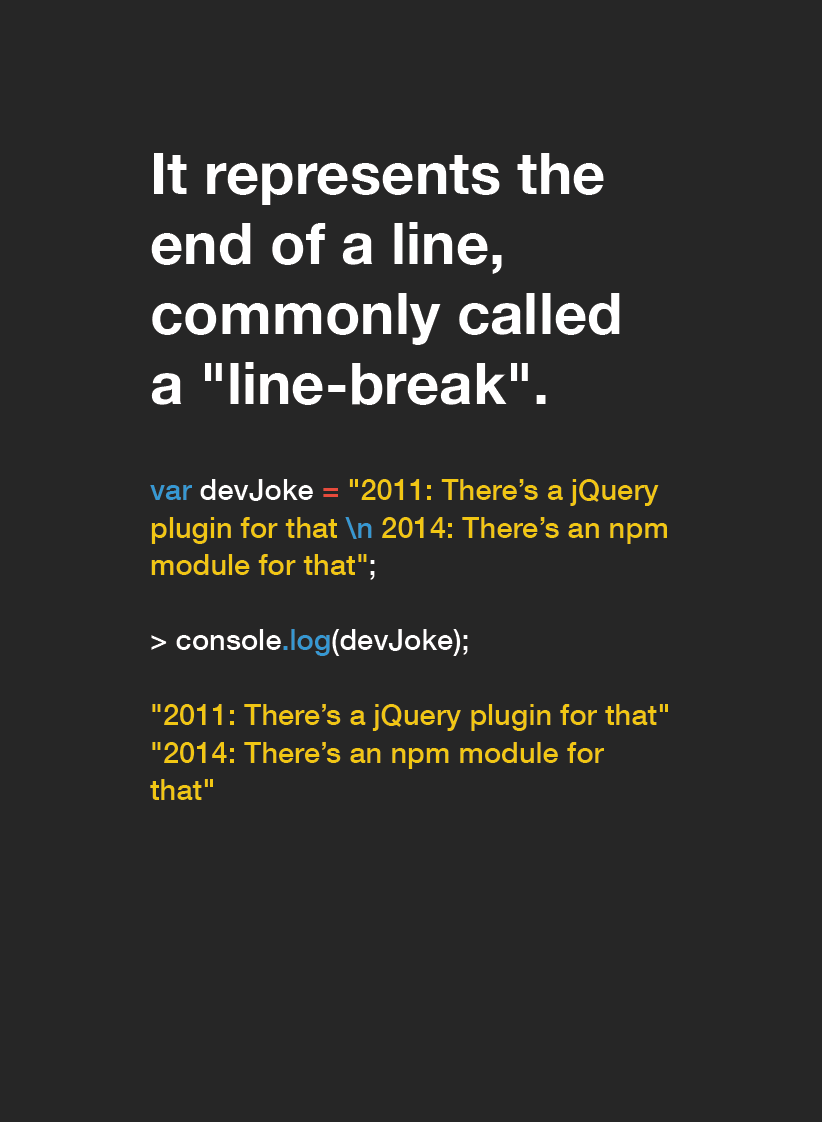 It represents the
end of a line,
commonly called
a "line-break".
var devJoke = "2011: There’s a jQuery
plugin for that \n 2014: There’s an npm
module for that";
> console.log(devJoke);
"2011: There’s a jQuery plugin for that"
"2014: There’s an npm module for
that"